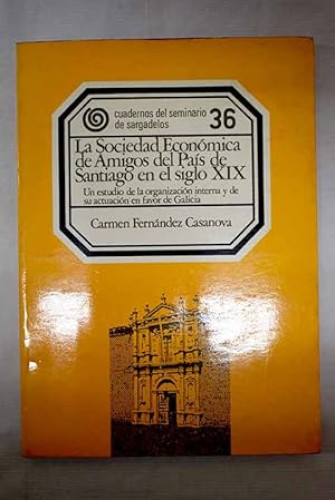 cuadernos del seminario
de sargadelos 36
La Sociedad Económica
de Amigos del País de
Santiago en el siglo XIX
Un estudio de la organización interna y de
su actuación en favor de Galicia
Carmen Fernández Casanova